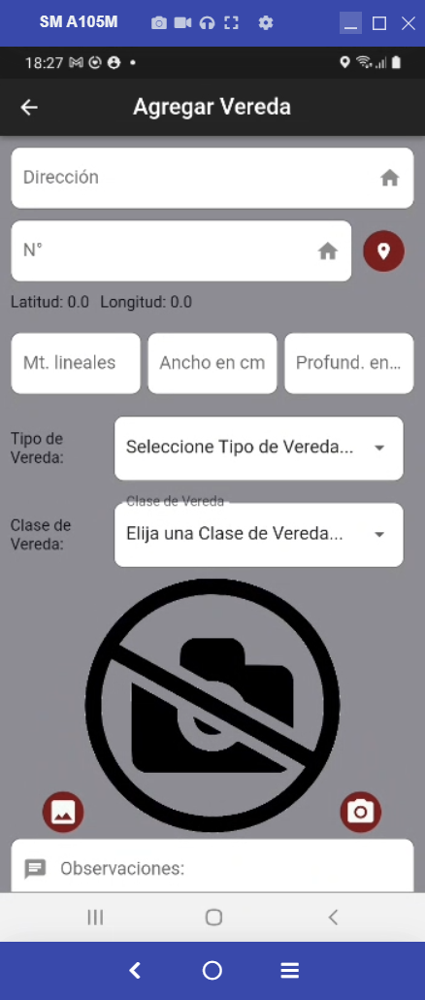 SM A105M
18:27
Agregar Vereda
Dirección
N°
Latitud: 0.0 Longitud: 0.0
Mt. lineales
Ancho en cm
Profund. en...
Tipo de
Vereda:
Seleccione Tipo de Vereda...
Clase de Vereda
Clase de
Vereda:
Elija una Clase de Vereda...
Observaciones: